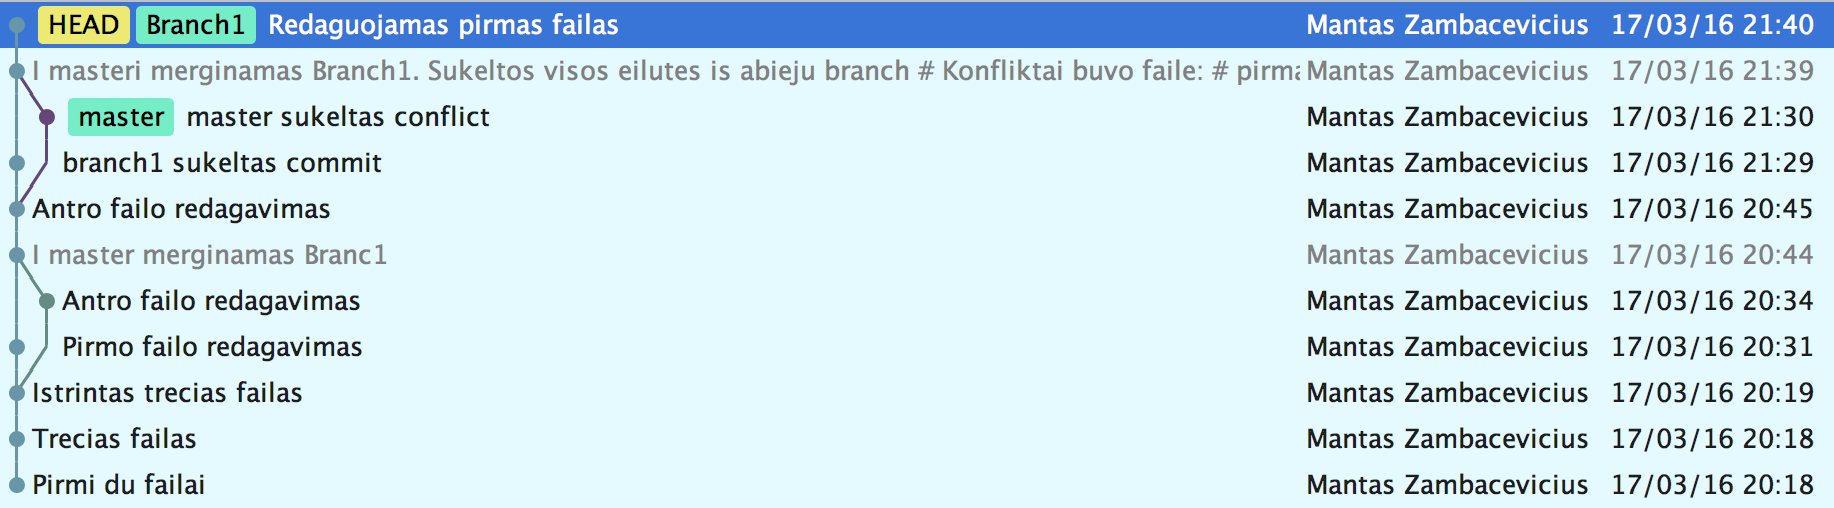 HEAD Branch1 Redaguojamas pirmas failas Mantas Zambacevicius 17/03/16 21:40
I masteri merginamas Branch1. Sukeltos visos eilutes is abieju branch # Konfliktai buvo faile: # pirma Mantas Zambacevicius 17/03/16 21:39
master master sukeltas conflict Mantas Zambacevicius 17/03/16 21:30
branch1 sukeltas commit Mantas Zambacevicius 17/03/16 21:29
Antro failo redagavimas Mantas Zambacevicius 17/03/16 20:45
I master merginamas Branc1 Mantas Zambacevicius 17/03/16 20:44
Antro failo redagavimas Mantas Zambacevicius 17/03/16 20:34
Pirmo failo redagavimas Mantas Zambacevicius 17/03/16 20:31
Istrintas trecias failas Mantas Zambacevicius 17/03/16 20:19
Trecias failas Mantas Zambacevicius 17/03/16 20:18
Pirmi du failai Mantas Zambacevicius 17/03/16 20:18